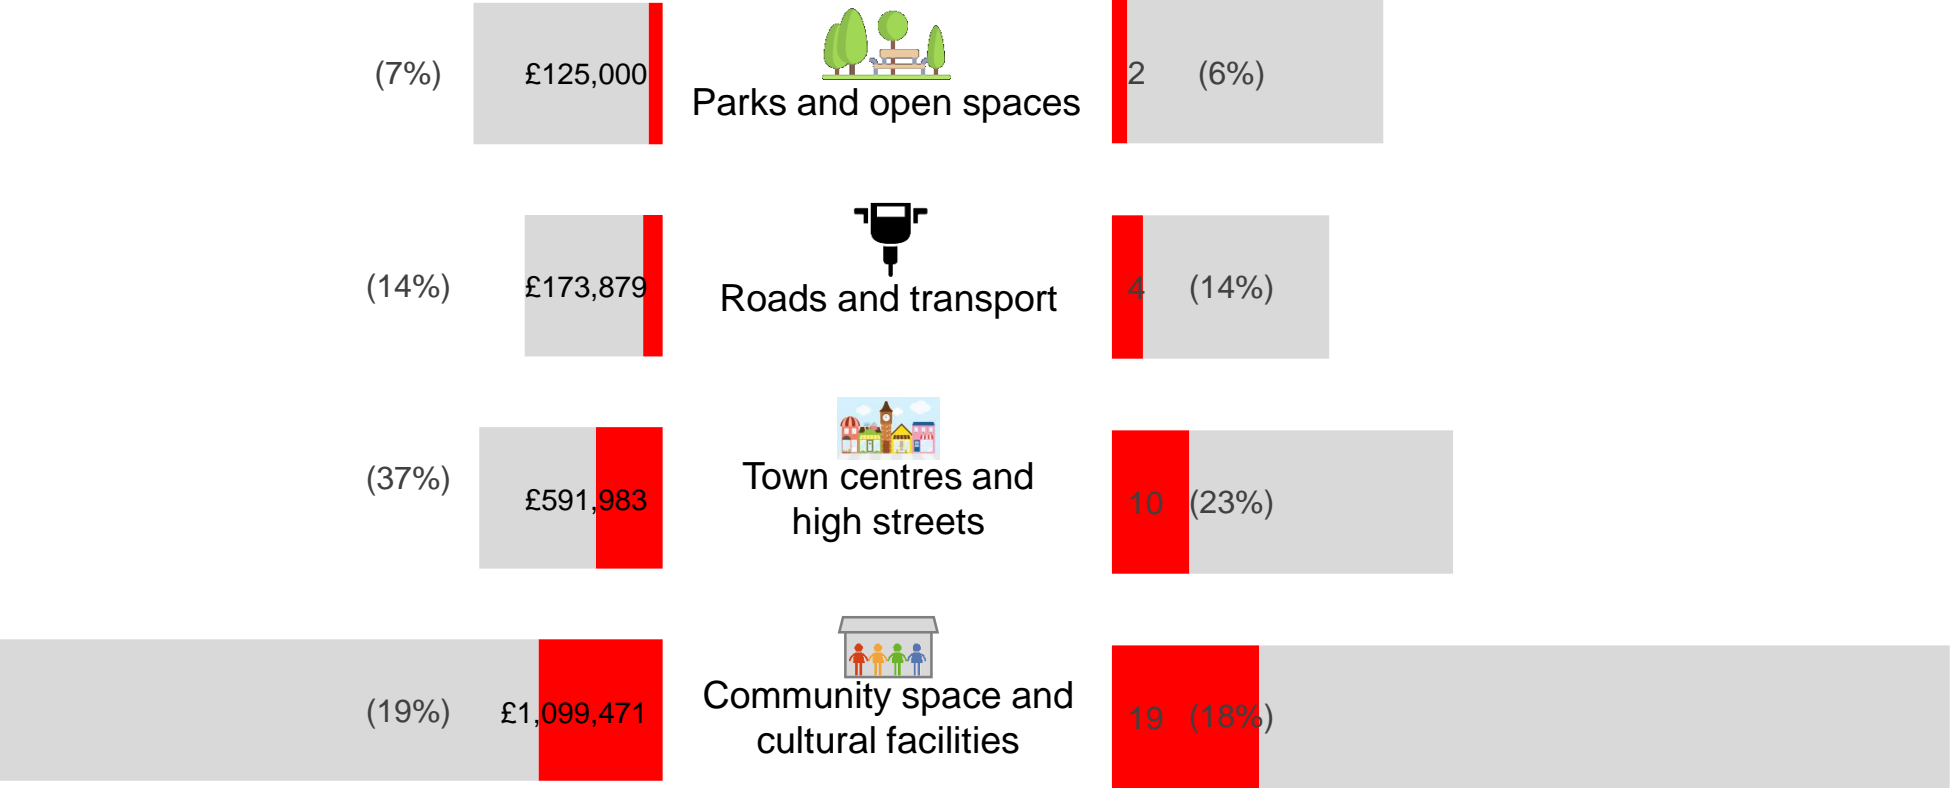 (7%) £125,000 Parks and open spaces 2 (6%)
(14%) £173,879 Roads and transport 4 (14%)
(37%) £591,983 Town centres and
high streets 10 (23%)
(19%) £1,099,471 Community space and
cultural facilities 19 (18%)